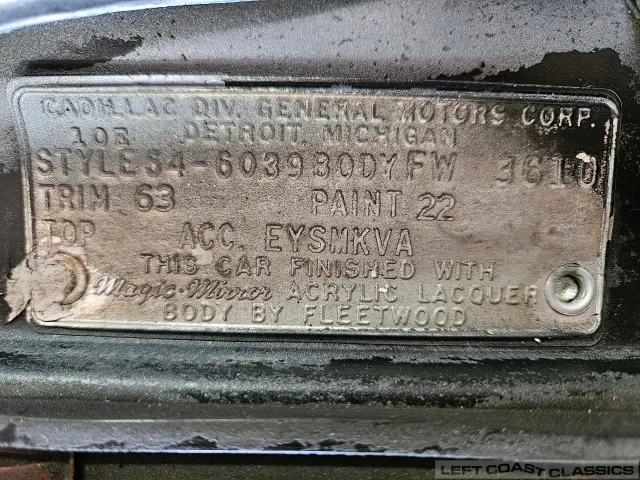 CADILLAC DIV. GENERAL MOTORS CORP.
10E DETROIT, MICHIGAN
STYLE 64-6039 BODY FW 3610
TRIM 63 PAINT 22
TOP ACC. EYSMKVA
THIS CAR FINISHED WITH
Magic-Mirror ACRYLIC LACQUER
BODY BY FLEETWOOD
LEFT COAST CLASSICS